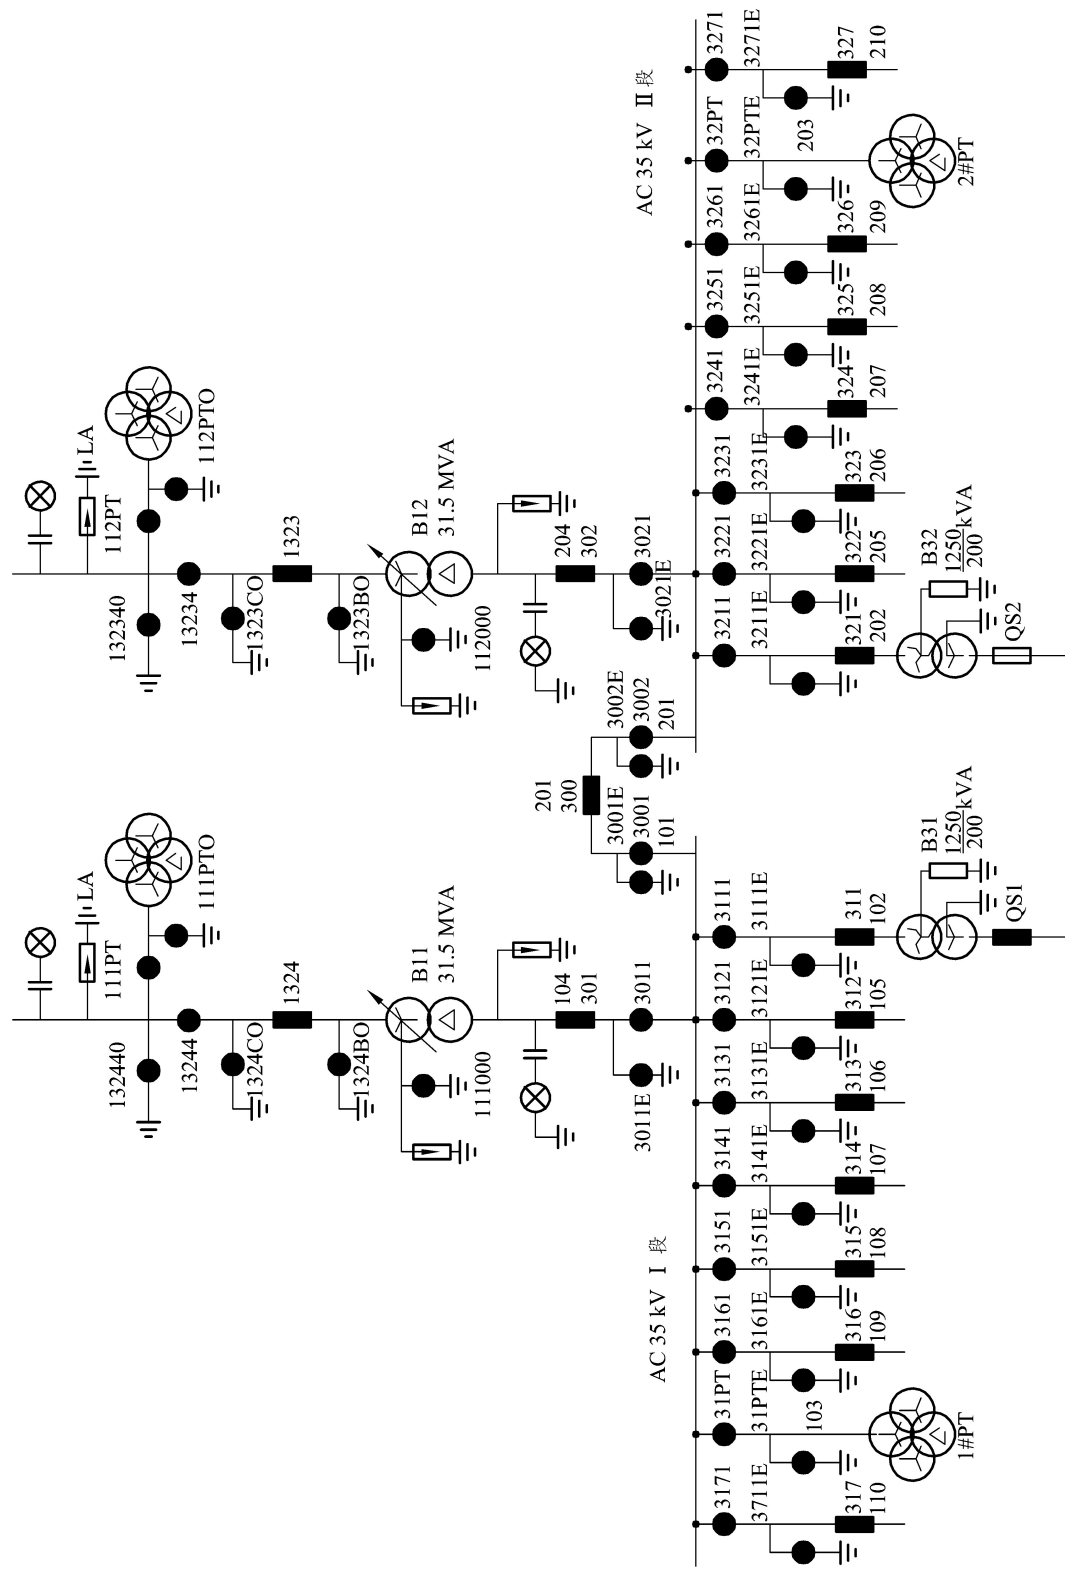 LA
112PT
112PTO
132340
13234
1323CO
1323
1323BO
B12
31.5 MVA
112000
204
302
3021
3021E
LA
111PT
111PTO
132440
13244
1324CO
1324
1324BO
B11
31.5 MVA
111000
104
301
3011
3011E
201
300
3001E
3001
101
3002E
3002
201
AC 35 kV II 段
3271
3271E
327
210
203
32PT
32PTE
2#PT
3261
3261E
326
209
3251
3251E
325
208
3241
3241E
324
207
3231
3231E
323
206
3221
3221E
322
205
3211
3211E
321
202
B32
1250 kVA
200
QS2
AC 35 kV I 段
3111
3111E
311
102
B31
1250 kVA
200
QS1
3121
3121E
312
105
3131
3131E
313
106
3141
3141E
314
107
3151
3151E
315
108
3161
3161E
316
109
31PT
31PTE
103
1#PT
3171
3711E
317
110